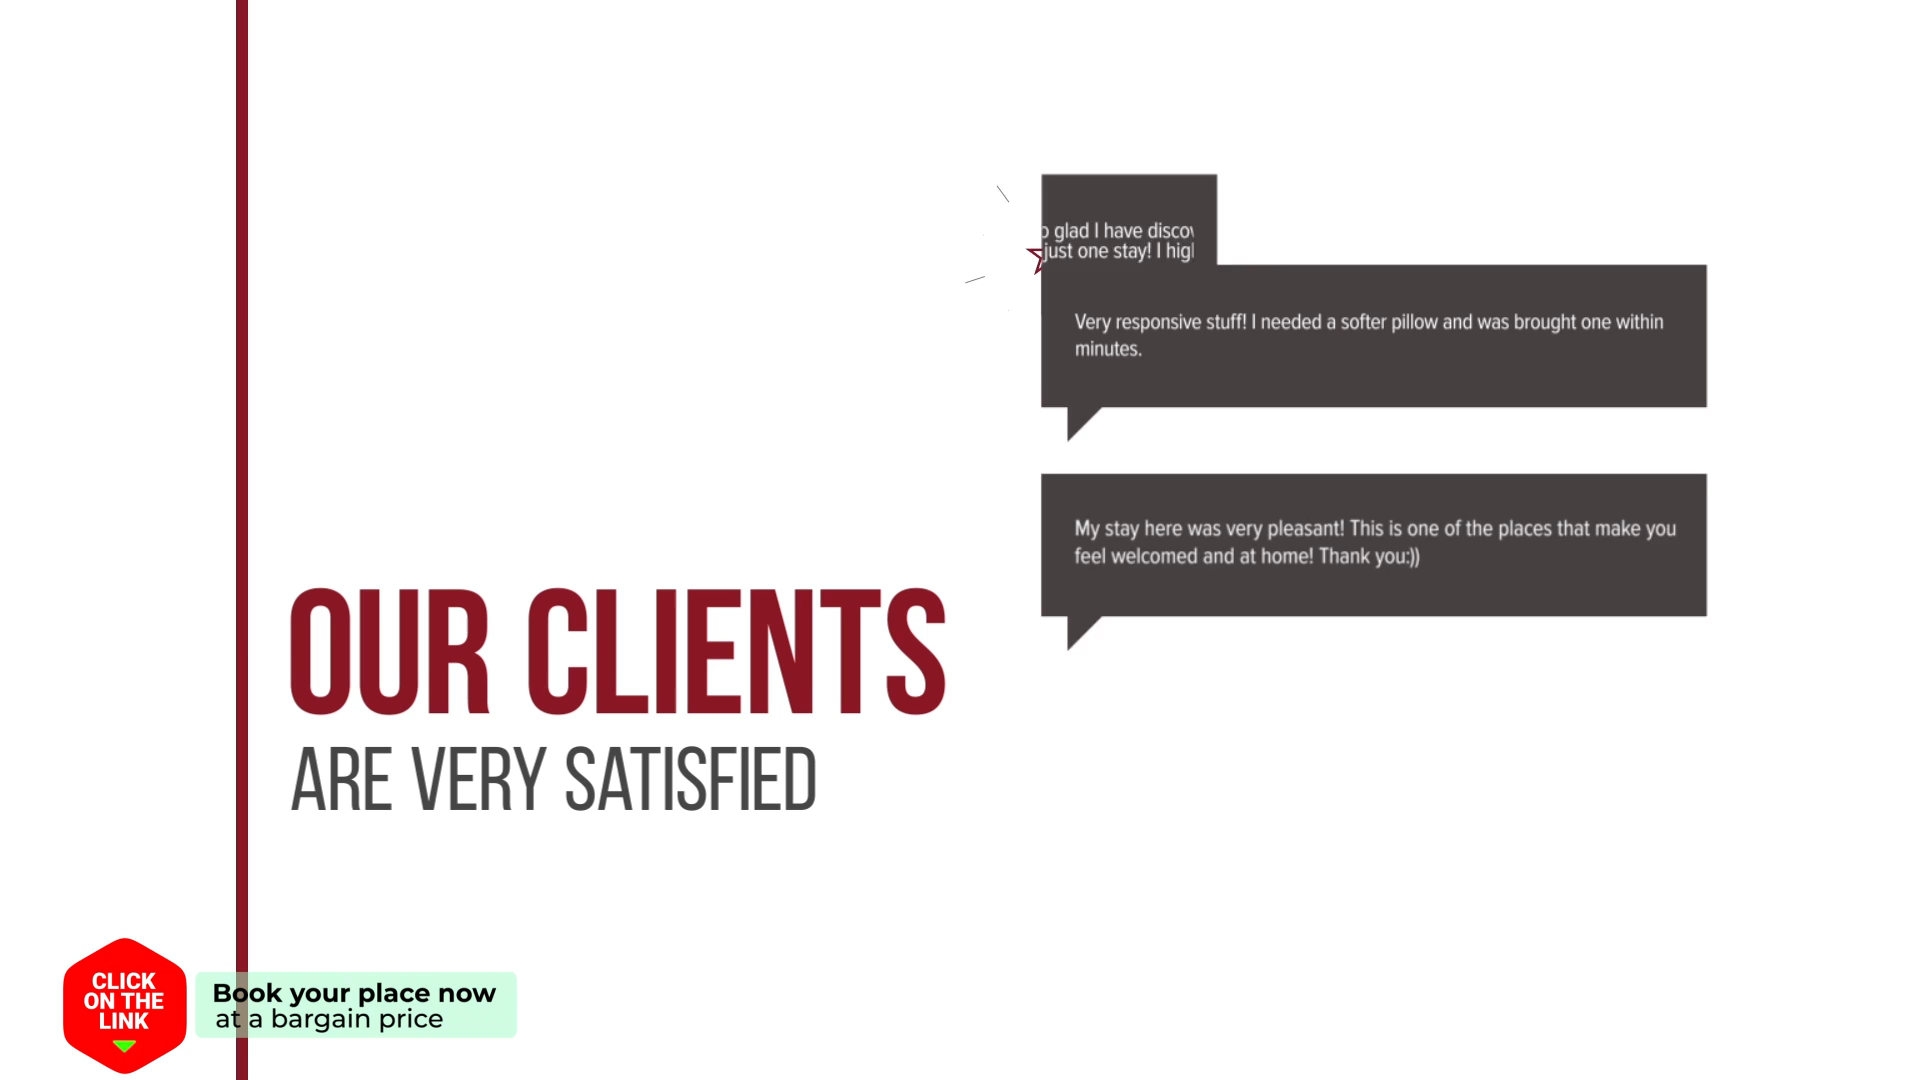 glad I have
just one stay! I
Very responsive stuff! I needed a softer pillow and was brought one within
minutes.
My stay here was very pleasant! This is one of the places that make you
feel welcomed and at home! Thank you:))
OUR CLIENTS
ARE VERY SATISFIED
CLICK
ON THE
LINK
Book your place now
at a bargain price